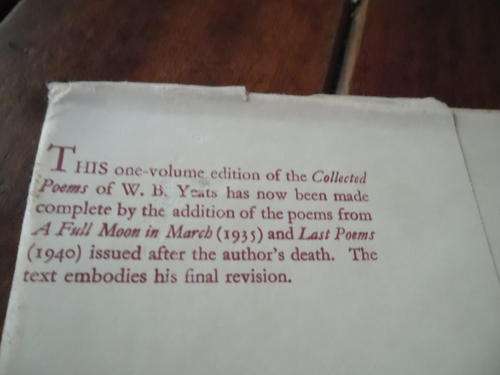 THIS one-volume edition of the Collected
Poems of W. B. Yeats has now been made
complete by the addition of the poems from
A Full Moon in March (1935) and Last Poems
(1940) issued after the author's death. The
text embodies his final revision.